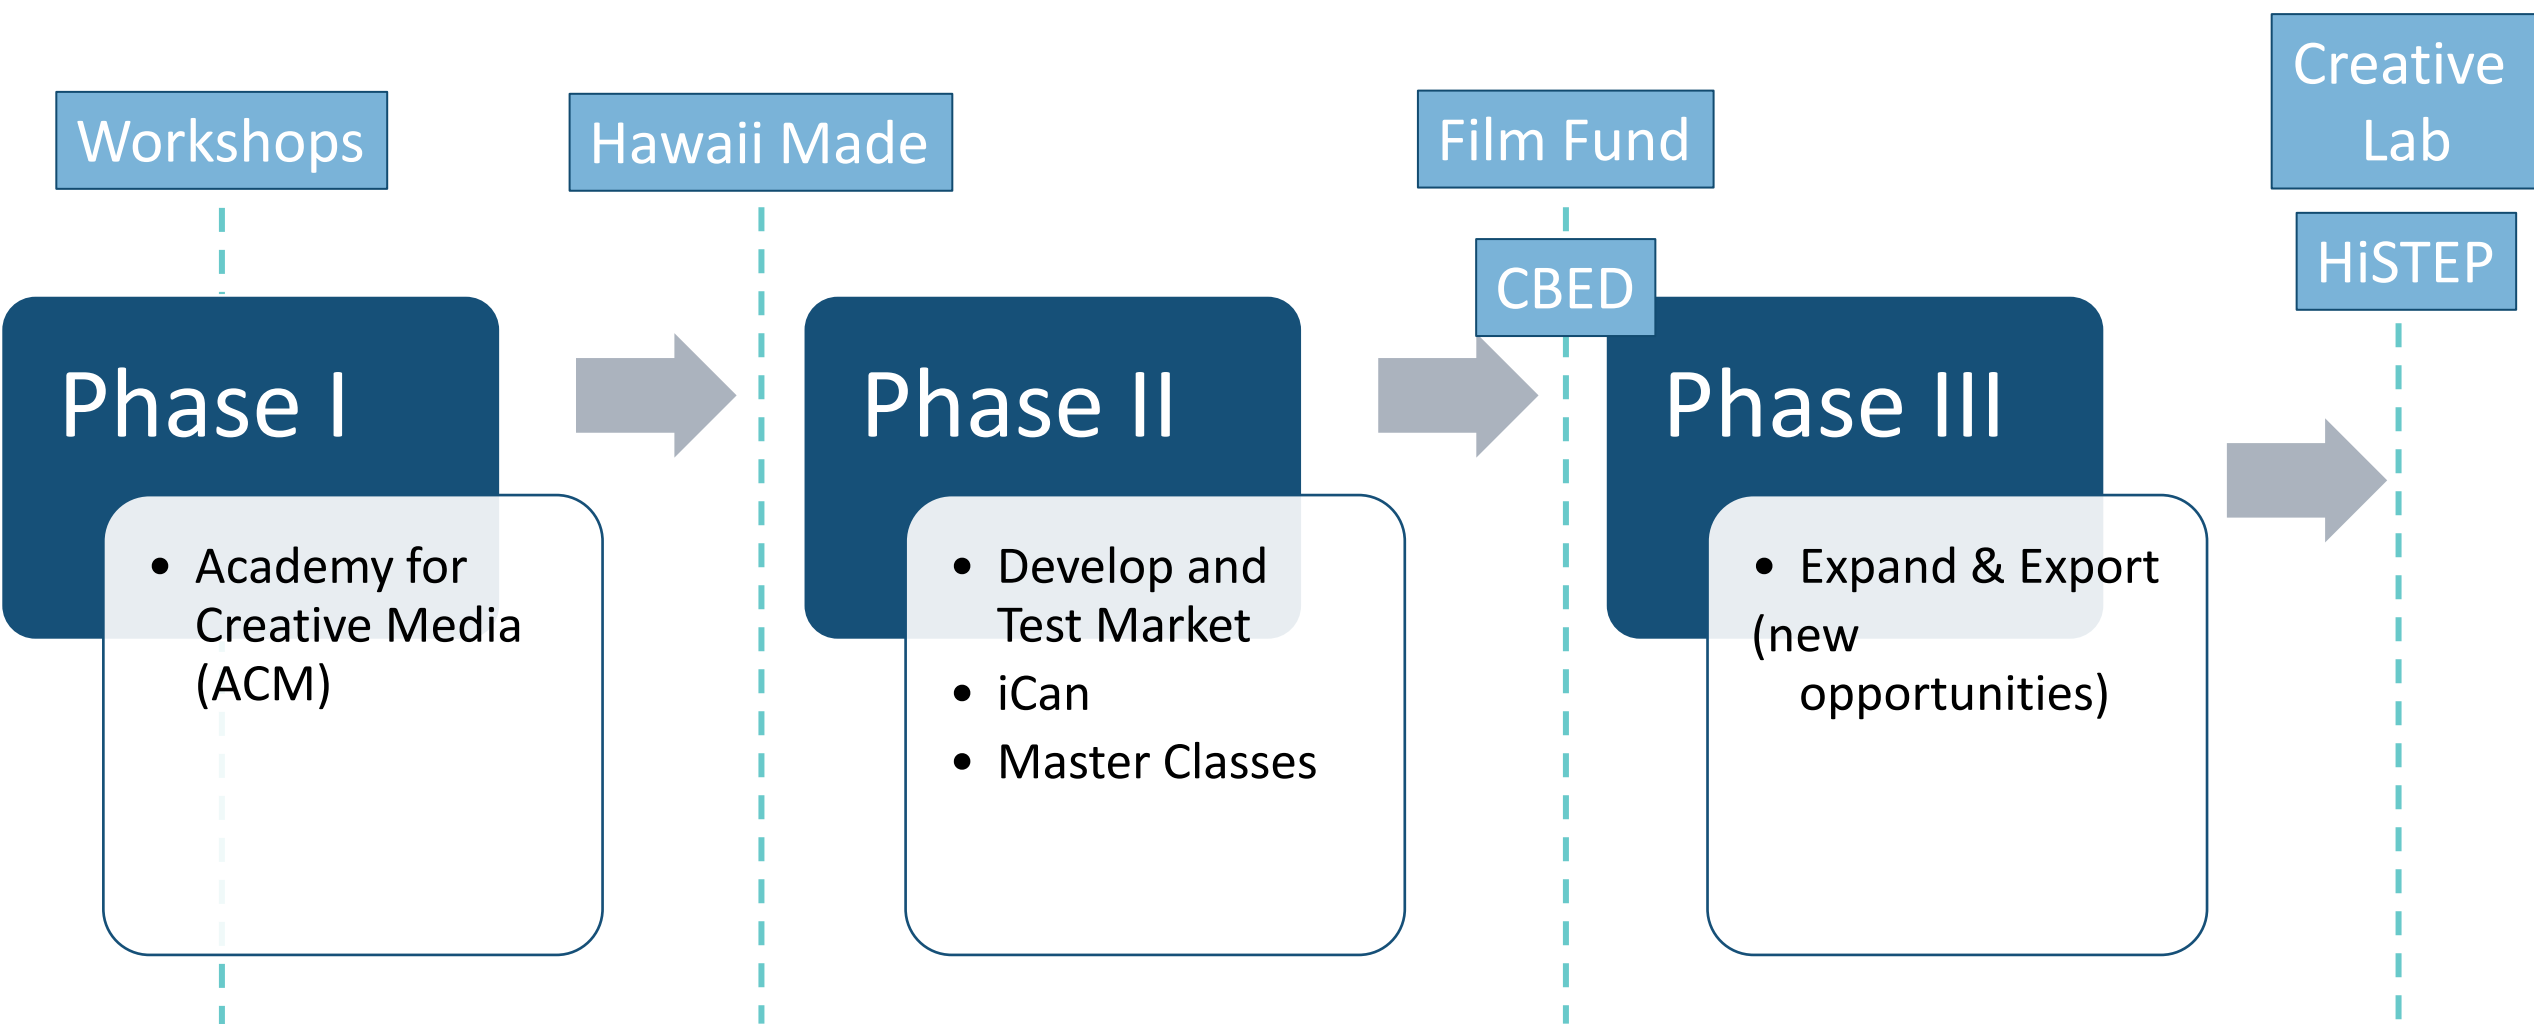 Workshops
Hawaii Made
Film Fund
Creative
Lab
CBED
HiSTEP
Phase I
• Academy for
Creative Media
(ACM)
Phase II
• Develop and
Test Market
• iCan
• Master Classes
Phase III
• Expand & Export
(new
opportunities)